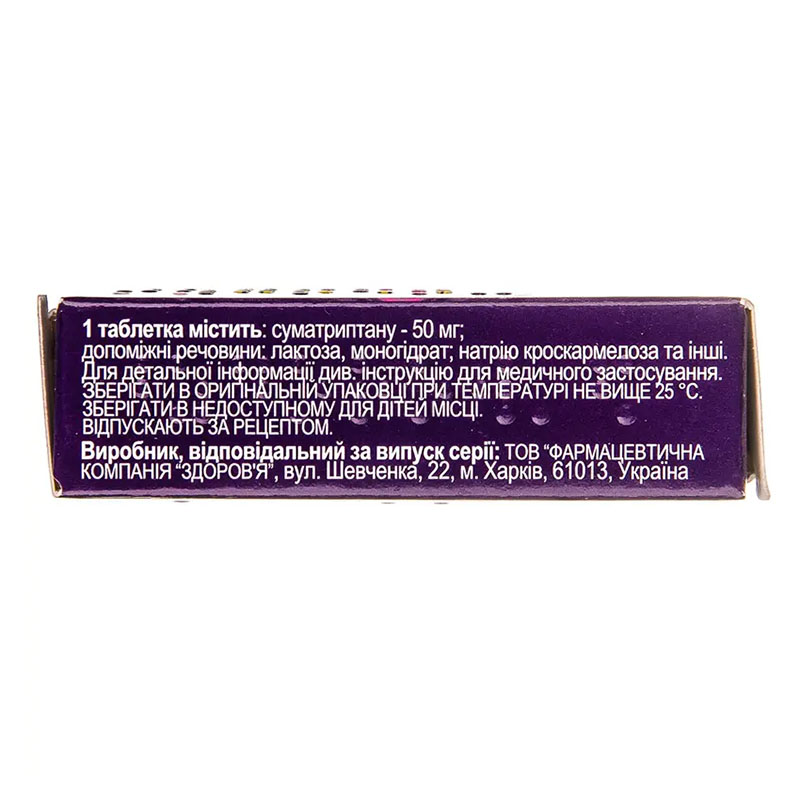 1 таблетка містить: суматриптану - 50 мг;
допоміжні речовини: лактоза, моногідрат; натрію кроскармелоза та інші.
Для детальної інформації див. інструкцію для медичного застосування.
ЗБЕРІГАТИ В ОРИГІНАЛЬНІЙ УПАКОВЦІ ПРИ ТЕМПЕРАТУРІ НЕ ВИЩЕ 25 °С.
ЗБЕРІГАТИ В НЕДОСТУПНОМУ ДЛЯ ДІТЕЙ МІСЦІ.
ВІДПУСКАЮТЬ ЗА РЕЦЕПТОМ.
Виробник, відповідальний за випуск серії: ТОВ "ФАРМАЦЕВТИЧНА
КОМПАНІЯ "ЗДОРОВ'Я", вул. Шевченка, 22, м. Харків, 61013, Україна